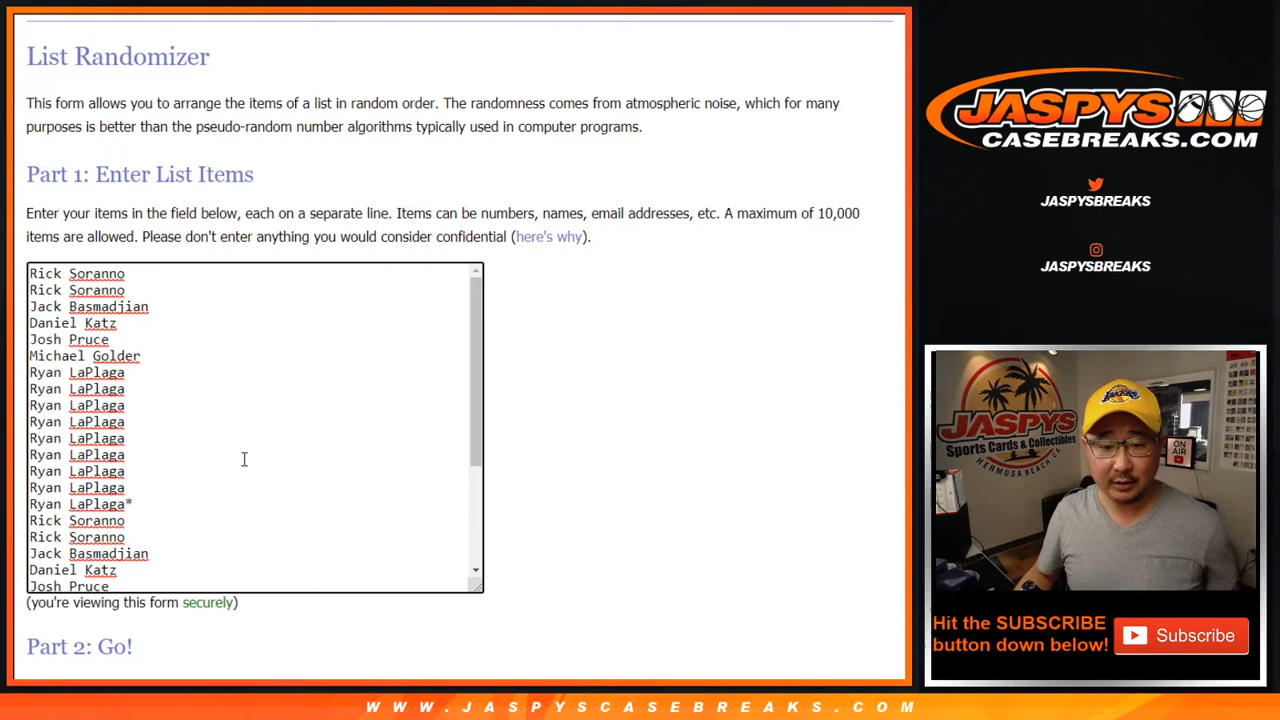 List Randomizer
This form allows you to arrange the items of a list in random order. The randomness comes from atmospheric noise, which for many
purposes is better than the pseudo-random number algorithms typically used in computer programs.
Part 1: Enter List Items
Enter your items in the field below, each on a separate line. Items can be numbers, names, email addresses, etc. A maximum of 10,000
items are allowed. Please don't enter anything you would consider confidential (here's why).
Rick Soranno
Rick Soranno
Jack Basmadjian
Daniel Katz
Josh Pruce
Michael Golder
Ryan LaPlaga
Ryan LaPlaga
Ryan LaPlaga
Ryan LaPlaga
Ryan LaPlaga
Ryan LaPlaga
Ryan LaPlaga
Ryan LaPlaga
Ryan LaPlaga*
Rick Soranno
Rick Soranno
Jack Basmadjian
Daniel Katz
Josh Pruce
(you're viewing this form securely)
Part 2: Go!
JASPYS
CASEBREAKS.COM
JASPYSBREAKS
JASPYSBREAKS
JASPYS
Sports Cards & Collectibles
HERMOSA BEACH, CA
ON AIR
Hit the SUBSCRIBE
button down below!
Subscribe
WWW.JASPYSCASEBREAKS.COM